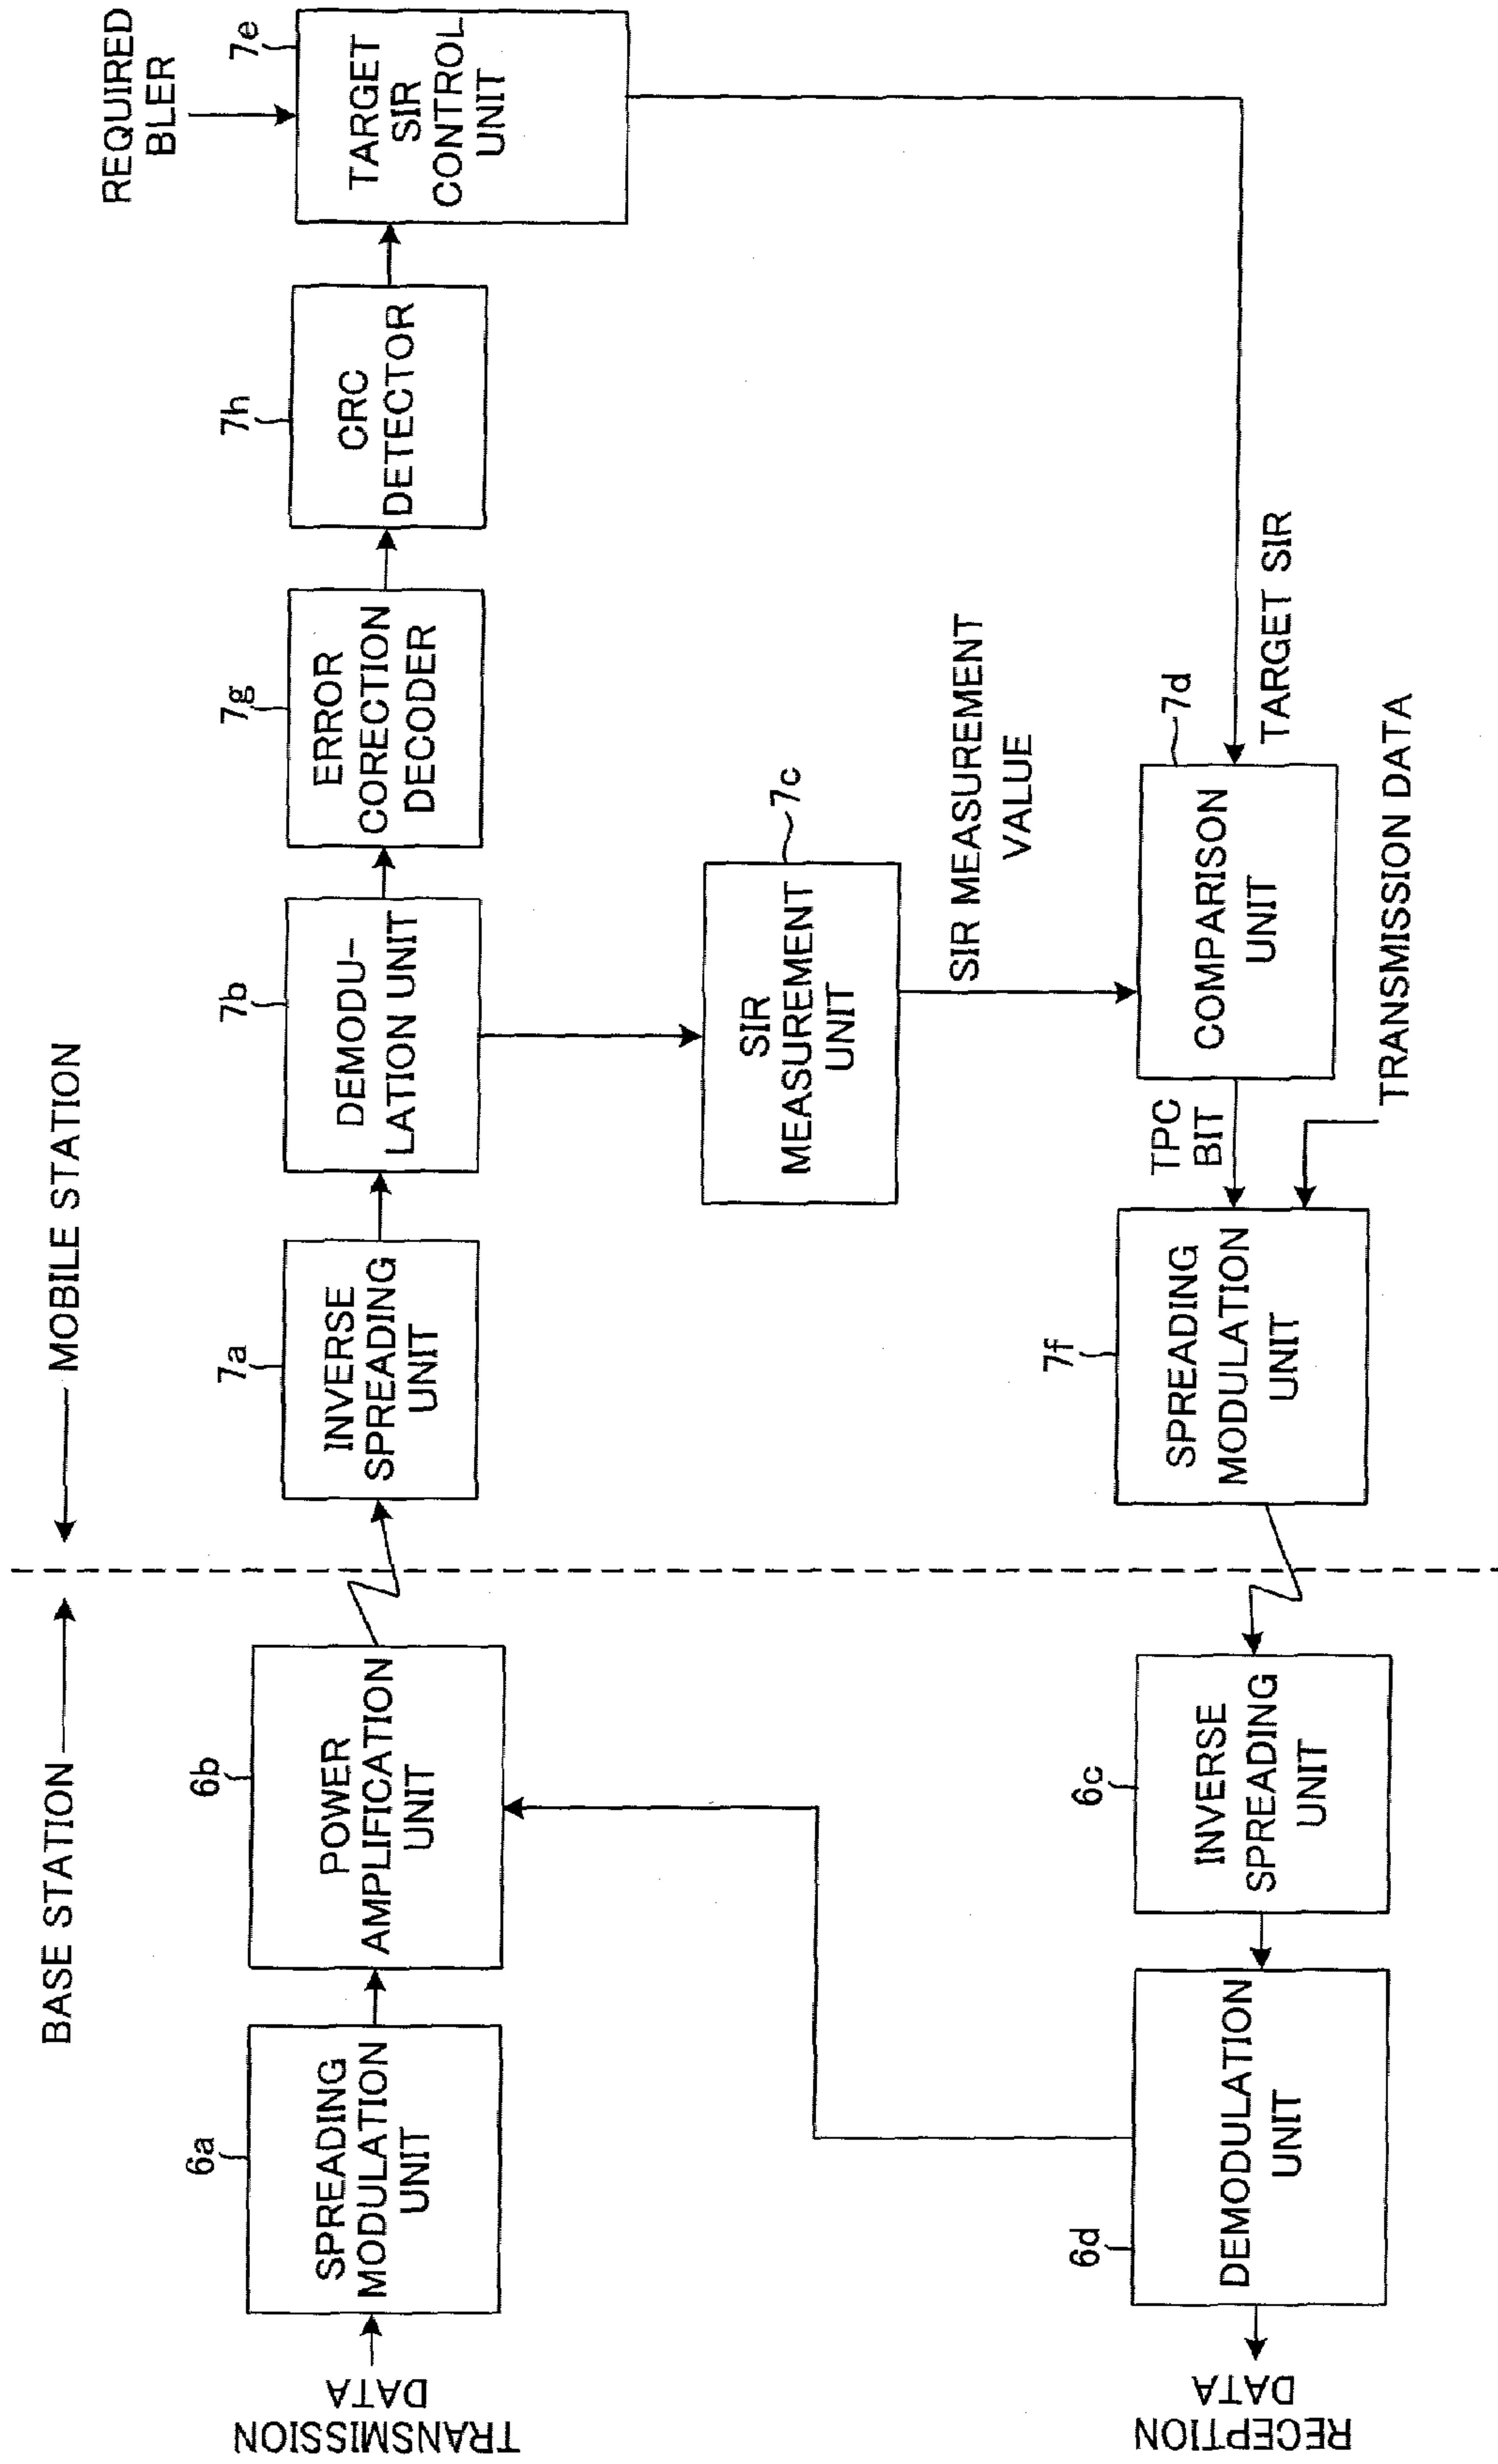 BASE STATION
MOBILE STATION
TRANSMISSION
DATA
6a
SPREADING
MODULATION
UNIT
6b
POWER
AMPLIFICATION
UNIT
7a
INVERSE
SPREADING
UNIT
7b
DEMODU-
LATION UNIT
7g
ERROR
CORECTION
DECODER
7h
CRC
DETECTOR
REQUIRED
BLER
7e
TARGET
SIR
CONTROL
UNIT
7c
SIR
MEASUREMENT
UNIT
SIR MEASUREMENT
VALUE
RECEPTION
DATA
6d
DEMODULATION
UNIT
6c
INVERSE
SPREADING
UNIT
7f
SPREADING
MODULATION
UNIT
TPC
BIT
7d
COMPARISON
UNIT
TARGET SIR
TRANSMISSION DATA